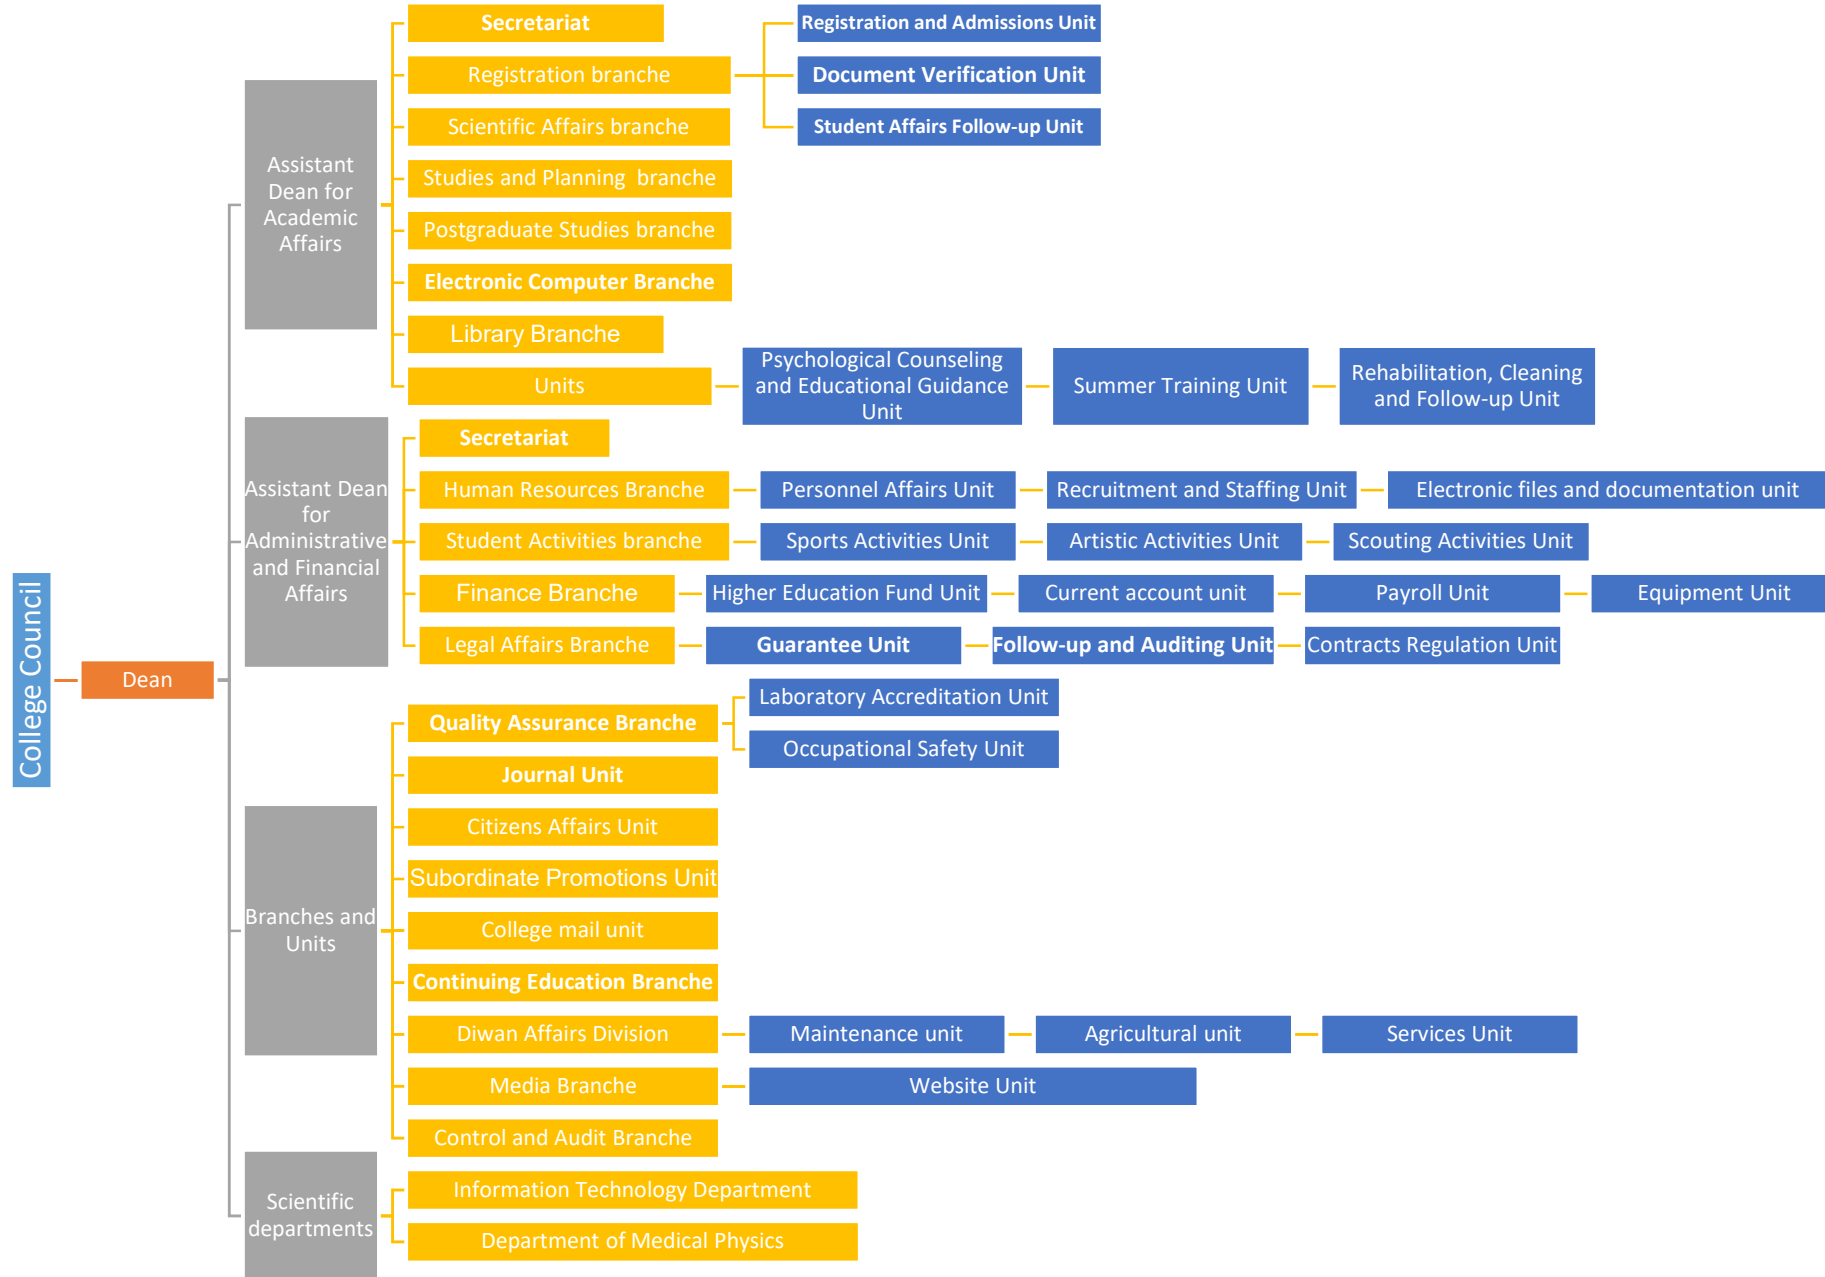 College Council
Dean
Assistant
Dean for
Academic
Affairs
Secretariat
Registration branche
Registration and Admissions Unit
Document Verification Unit
Student Affairs Follow-up Unit
Scientific Affairs branche
Studies and Planning  branche
Postgraduate Studies branche
Electronic Computer Branche
Library Branche
Units
Psychological Counseling
and Educational Guidance
Unit
Summer Training Unit
Rehabilitation, Cleaning
and Follow-up Unit
Assistant Dean
for
Administrative
and Financial
Affairs
Secretariat
Human Resources Branche
Personnel Affairs Unit
Recruitment and Staffing Unit
Electronic files and documentation unit
Student Activities branche
Sports Activities Unit
Artistic Activities Unit
Scouting Activities Unit
Finance Branche
Higher Education Fund Unit
Current account unit
Payroll Unit
Equipment Unit
Legal Affairs Branche
Guarantee Unit
Follow-up and Auditing Unit
Contracts Regulation Unit
Branches and
Units
Quality Assurance Branche
Laboratory Accreditation Unit
Occupational Safety Unit
Journal Unit
Citizens Affairs Unit
Subordinate Promotions Unit
College mail unit
Continuing Education Branche
Diwan Affairs Division
Maintenance unit
Agricultural unit
Services Unit
Media Branche
Website Unit
Control and Audit Branche
Scientific
departments
Information Technology Department
Department of Medical Physics